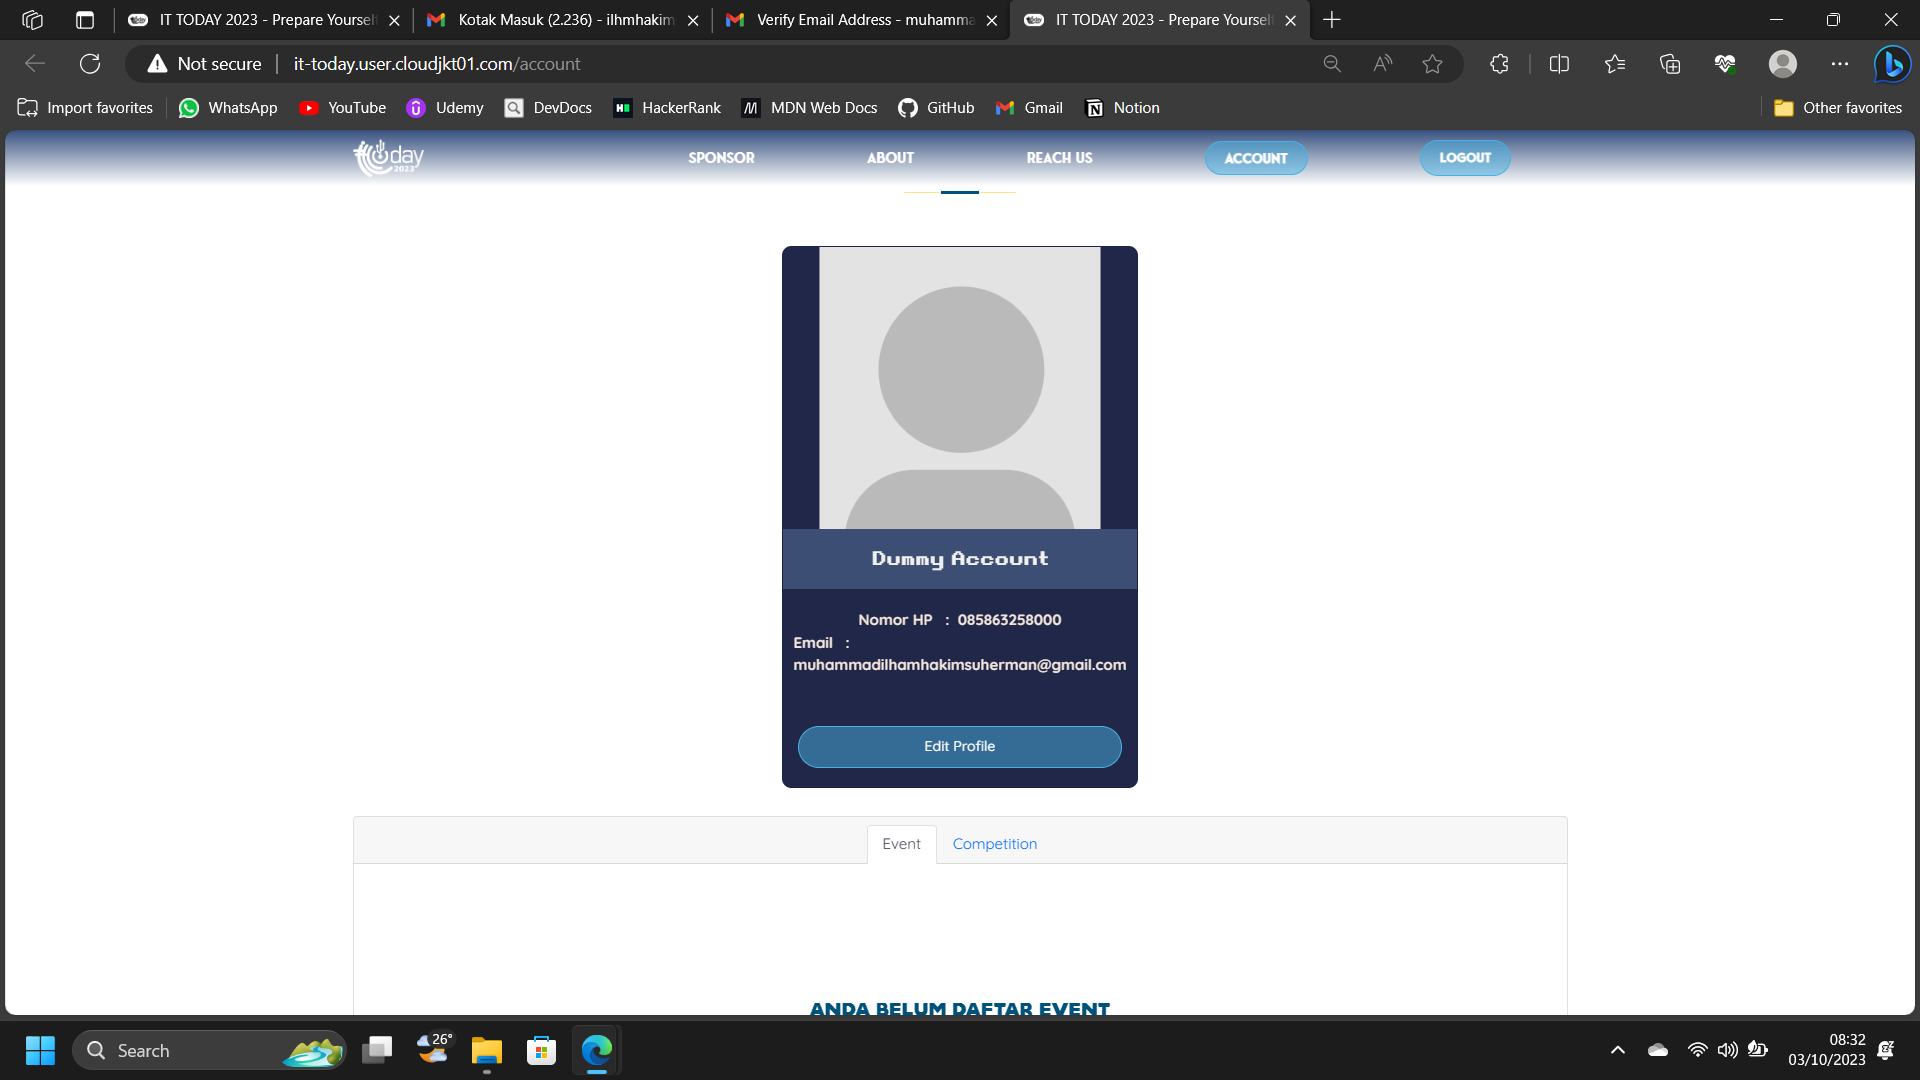 IT TODAY 2023 - Prepare Yoursel
Kotak Masuk (2.236) - ilhmhakim
Verify Email Address - muhamma
IT TODAY 2023 - Prepare Yoursel
Not secure
it-today.user.cloudjkt01.com/account
Import favorites
WhatsApp
YouTube
Udemy
DevDocs
HackerRank
MDN Web Docs
GitHub
Gmail
Notion
Other favorites
ITtoday
2023
SPONSOR
ABOUT
REACH US
ACCOUNT
LOGOUT
Dummy Account
Nomor HP : 085863258000
Email :
muhammadilhamhakimsuherman@gmail.com
Edit Profile
Event
Competition
ANDA BELUM DAFTAR EVENT
Search
26°
08:32
03/10/2023